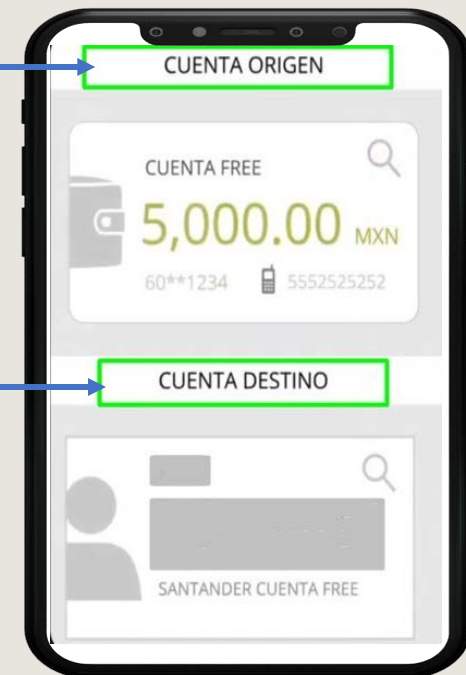 CUENTA ORIGEN
CUENTA FREE
5,000.00 MXN
60**1234 5552525252
CUENTA DESTINO
SANTANDER CUENTA FREE